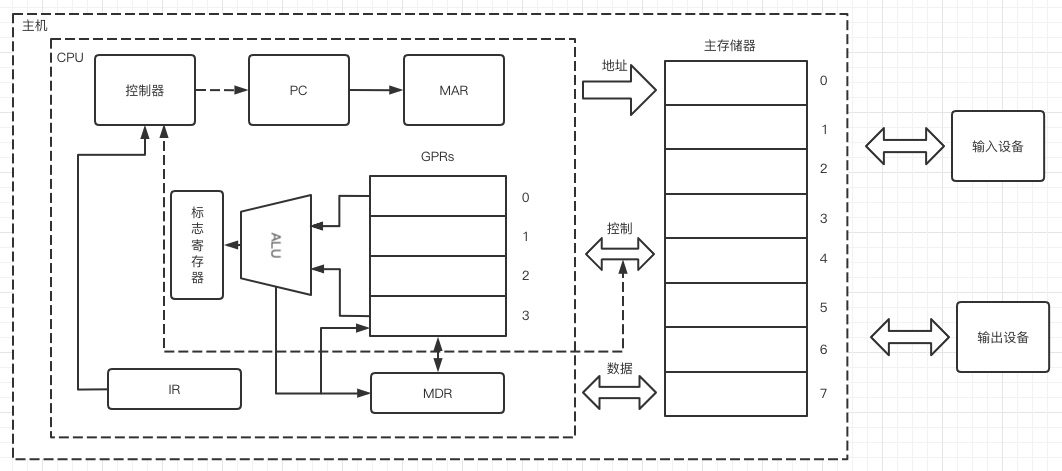 主机
CPU
控制器
PC
MAR
地址
主存储器
0
1
2
3
4
5
6
7
输入设备
输出设备
GPRs
0
1
2
3
标志寄存器
ALU
控制
数据
IR
MDR